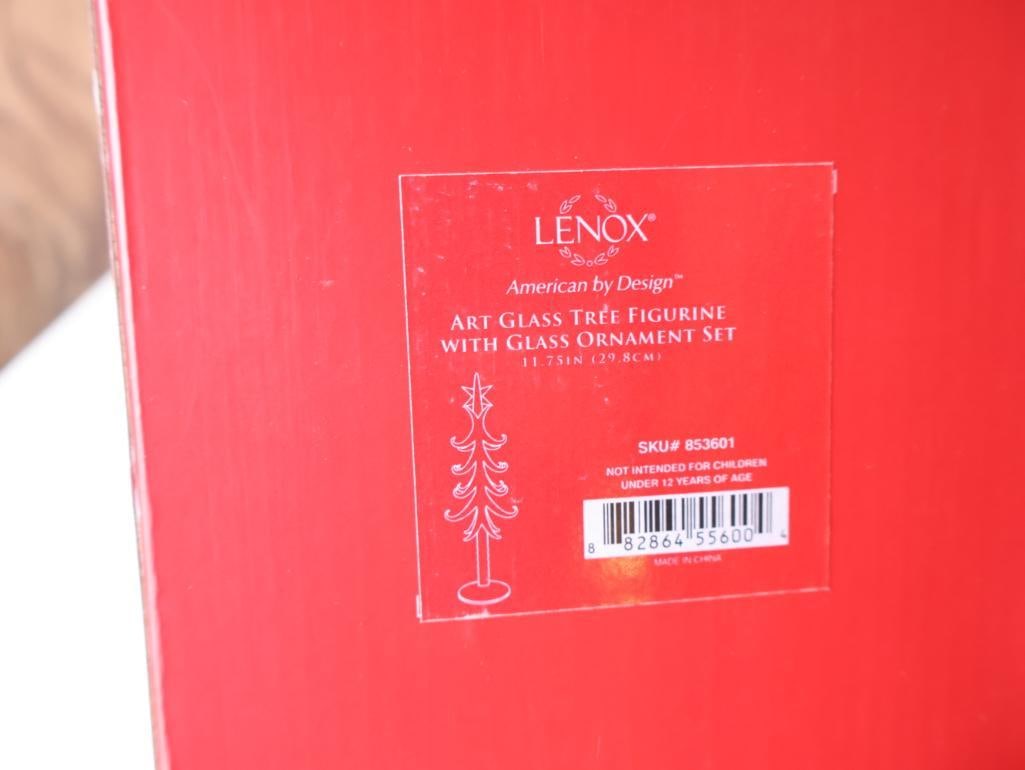 LENOX®
American by Design™
ART GLASS TREE FIGURINE
WITH GLASS ORNAMENT SET
11.75IN (29.8CM)
SKU# 853601
NOT INTENDED FOR CHILDREN
UNDER 12 YEARS OF AGE
8 82864 55600 4
MADE IN CHINA